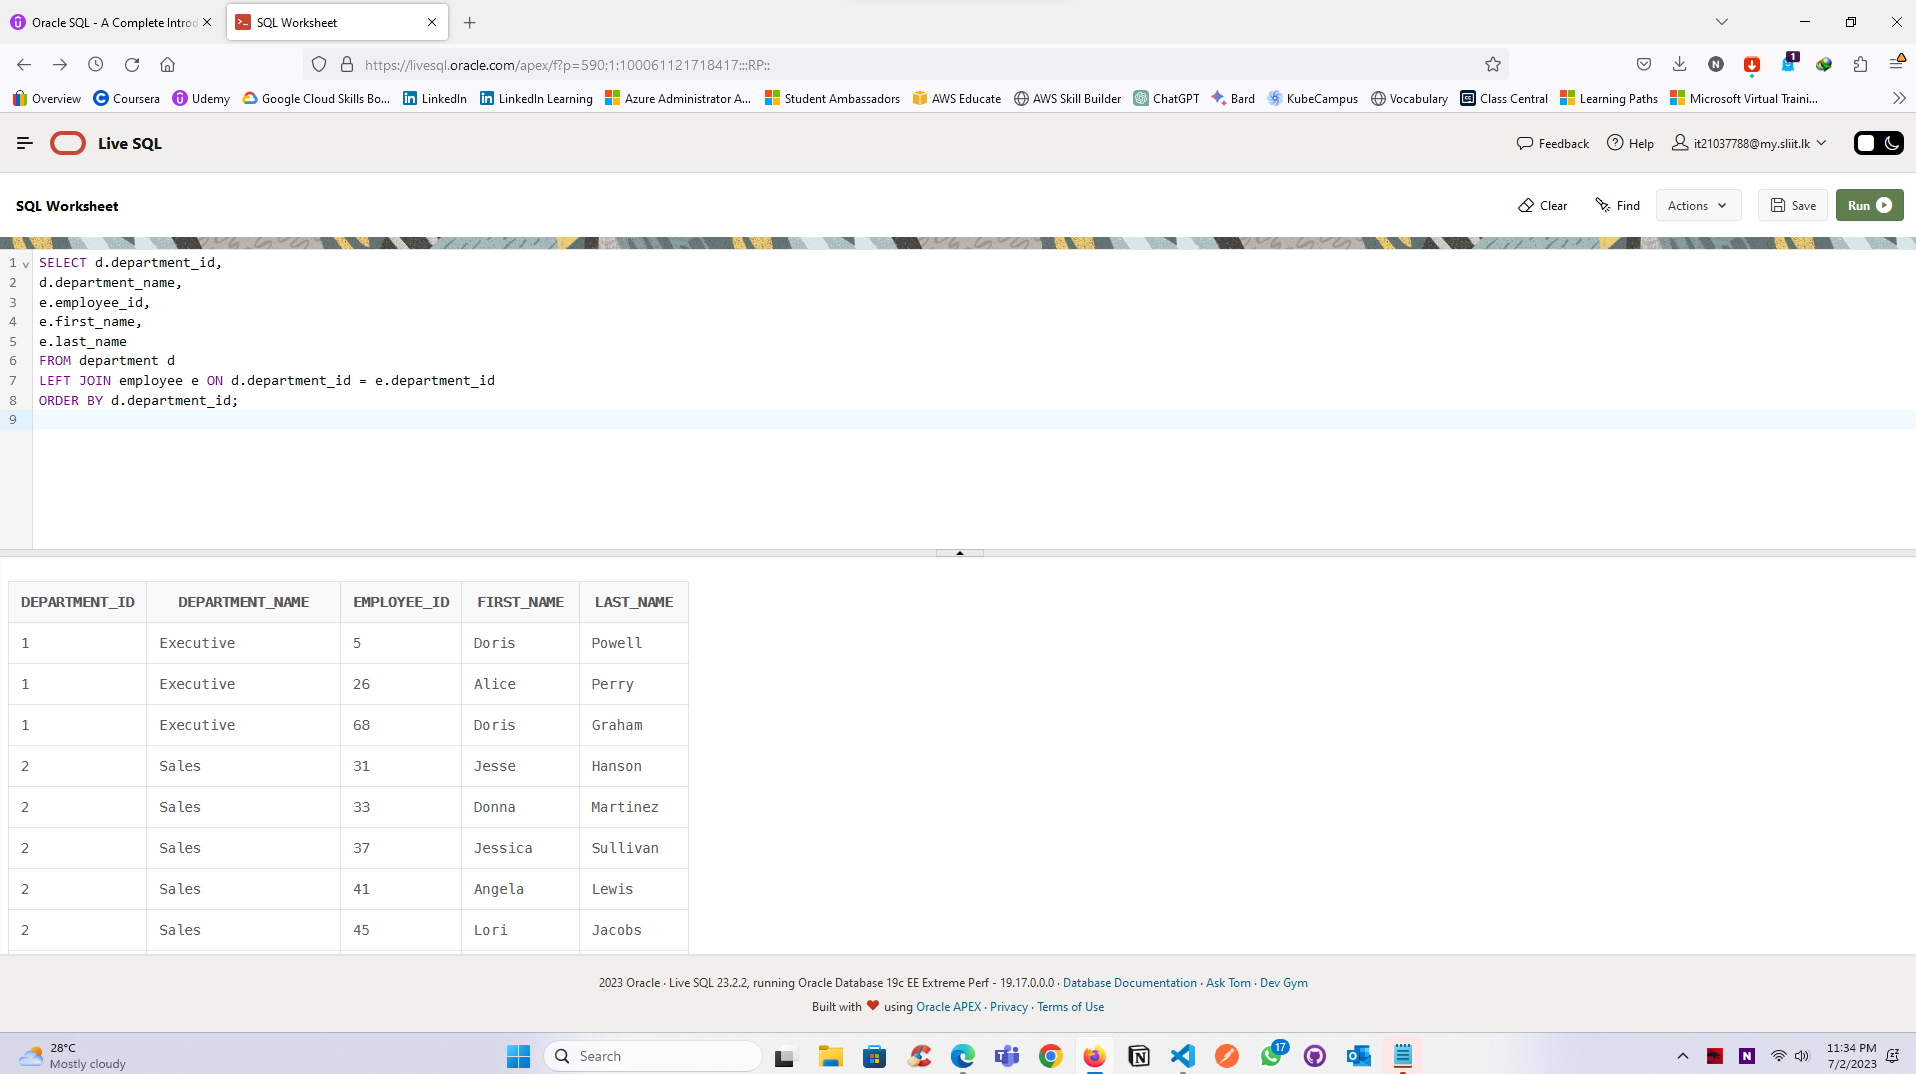 Oracle SQL - A Complete Introd
SQL Worksheet
https://livesql.oracle.com/apex/f?p=590:1:100061121718417:::RP::
N
1
Overview
Coursera
Udemy
Google Cloud Skills Bo...
LinkedIn
LinkedIn Learning
Azure Administrator A...
Student Ambassadors
AWS Educate
AWS Skill Builder
ChatGPT
Bard
KubeCampus
Vocabulary
Class Central
Learning Paths
Microsoft Virtual Traini...
Live SQL
Feedback
Help
it21037788@my.sliit.lk
SQL Worksheet
Clear
Find
Actions
Save
Run
1 SELECT d.department_id,
2 d.department_name,
3 e.employee_id,
4 e.first_name,
5 e.last_name
6 FROM department d
7 LEFT JOIN employee e ON d.department_id = e.department_id
8 ORDER BY d.department_id;
9
DEPARTMENT_ID DEPARTMENT_NAME EMPLOYEE_ID FIRST_NAME LAST_NAME
1 Executive 5 Doris Powell
1 Executive 26 Alice Perry
1 Executive 68 Doris Graham
2 Sales 31 Jesse Hanson
2 Sales 33 Donna Martinez
2 Sales 37 Jessica Sullivan
2 Sales 41 Angela Lewis
2 Sales 45 Lori Jacobs
2023 Oracle · Live SQL 23.2.2, running Oracle Database 19c EE Extreme Perf - 19.17.0.0.0 · Database Documentation · Ask Tom · Dev Gym
Built with ❤ using Oracle APEX · Privacy · Terms of Use
28°C
Mostly cloudy
Search
17
N
11:34 PM
7/2/2023